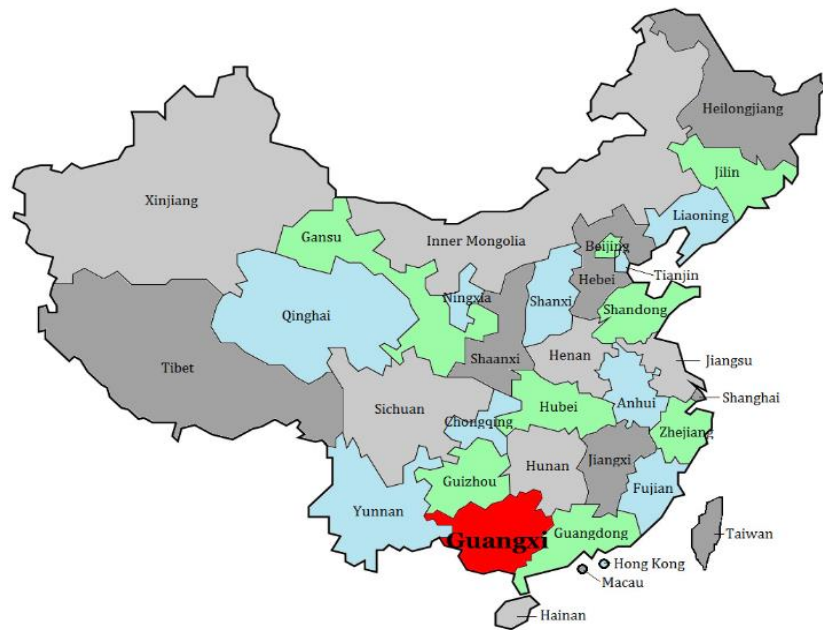 Heilongjiang
Jilin
Xinjiang
Liaoning
Gansu
Inner Mongolia
Beijing
Tianjin
Hebei
Ningxia
Shanxi
Qinghai
Shandong
Shaanxi
Henan
Jiangsu
Tibet
Sichuan
Shanghai
Hubei
Anhui
Chongqing
Zhejiang
Jiangxi
Hunan
Guizhou
Fujian
Yunnan
Guangdong
Taiwan
Guangxi
Hong Kong
Macau
Hainan